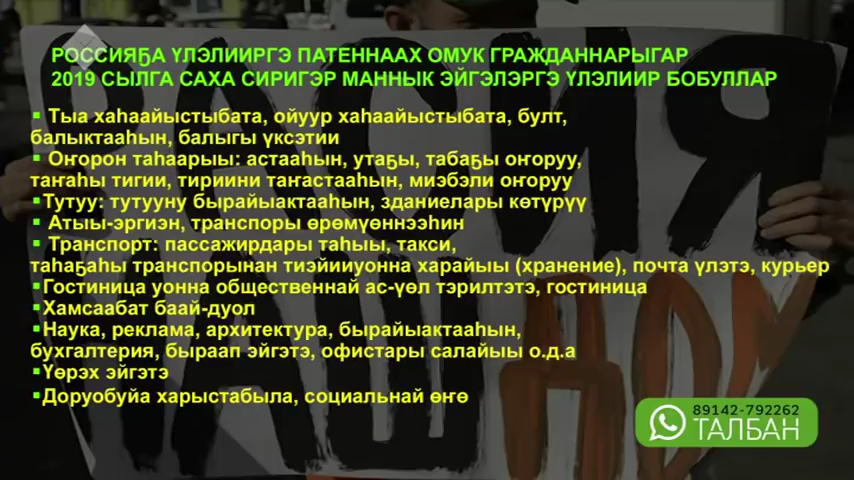 РОССИЯҔА ҮЛЭЛИИРГЭ ПАТЕННААХ ОМУК ГРАЖДАННАРЫГАР
2019 СЫЛГА САХА СИРИГЭР МАННЫК ЭЙГЭЛЭРГЭ ҮЛЭЛИИР БОБУЛЛАР
▪ Тыа хаһаайыстыбата, ойуур хаһаайыстыбата, булт,
балыктааһын, балыгы үксэтии
▪ Оҥорон таһаарыы: астааһын, утаҕы, табаҕы оҥоруу,
таҥаһы тигии, тириини таҥастааһын, миэбэли оҥоруу
▪Тутуу: тутууну бырайыактааһын, зданиелары көтүрүү
▪ Атыы-эргиэн, транспоры өрөмүөннээһин
▪ Транспорт: пассажирдары таһыы, такси,
таһаҕаһы транспорынан тиэйииуонна харайыы (хранение), почта үлэтэ, курьер
▪Гостиница уонна общественнай ас-үөл тэрилтэтэ, гостиница
▪Хамсаабат баай-дуол
▪Наука, реклама, архитектура, бырайыактааһын,
бухгалтерия, быраап эйгэтэ, офистары салайыы о.д.а
▪Үөрэх эйгэтэ
▪Доруобуйа харыстабыла, социальнай өҥө
89142-792262
ТАЛБАН